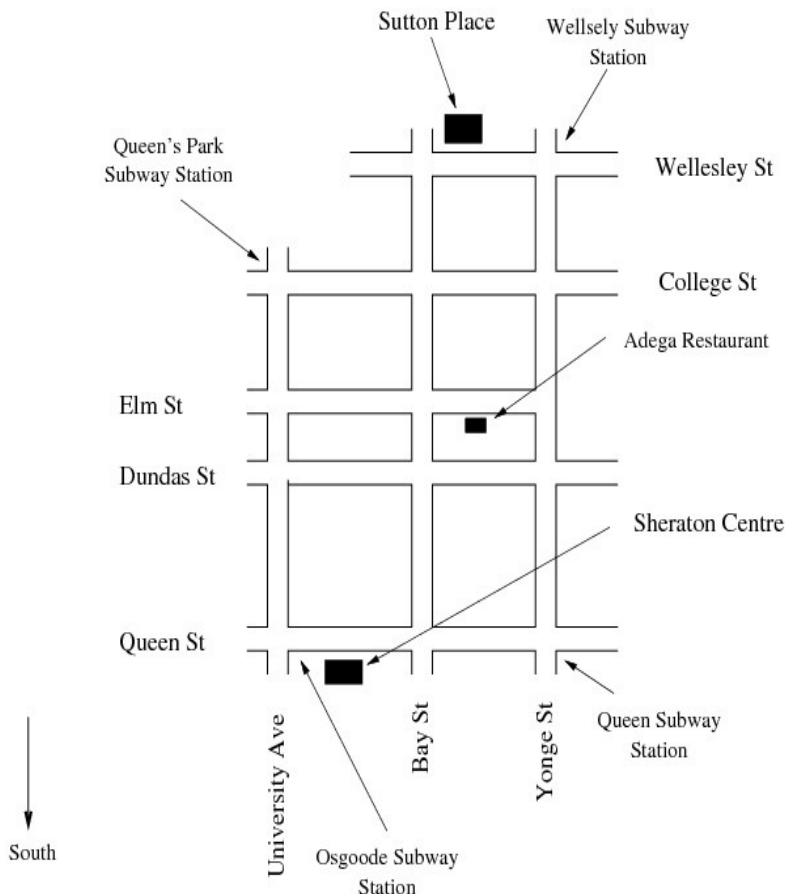 Sutton Place
Wellsely Subway
Station
Queen's Park
Subway Station
Wellesley St
College St
Adega Restaurant
Elm St
Dundas St
Sheraton Centre
Queen St
University Ave
Bay St
Yonge St
Queen Subway
Station
South
Osgoode Subway
Station